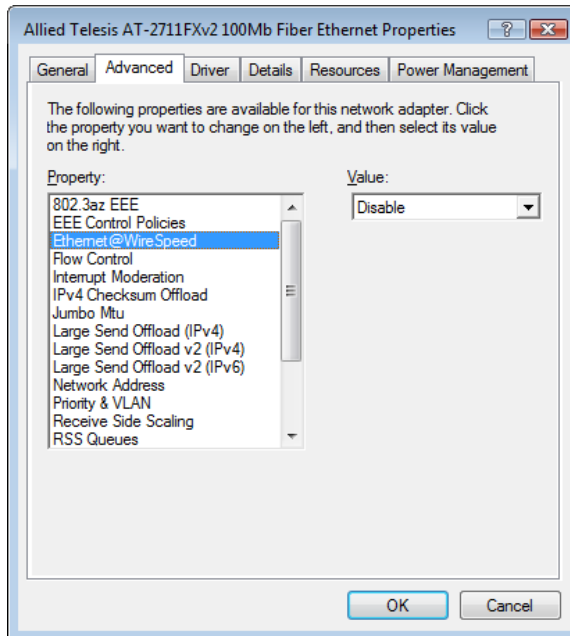 Allied Telesis AT-2711FXv2 100Mb Fiber Ethernet Properties
General Advanced Driver Details Resources Power Management
The following properties are available for this network adapter. Click
the property you want to change on the left, and then select its value
on the right.
Property:
Value:
802.3az EEE
Disable
EEE Control Policies
Ethernet@WireSpeed
Flow Control
Interrupt Moderation
IPv4 Checksum Offload
Jumbo Mtu
Large Send Offload (IPv4)
Large Send Offload v2 (IPv4)
Large Send Offload v2 (IPv6)
Network Address
Priority & VLAN
Receive Side Scaling
RSS Queues
OK Cancel